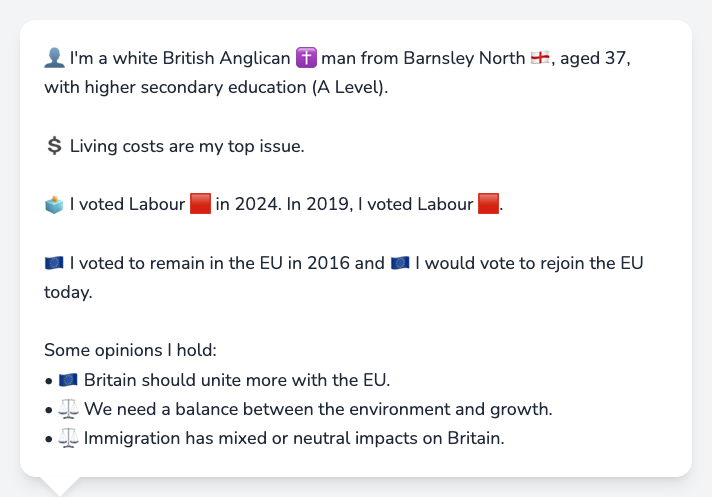 👤 I'm a white British Anglican ✝️ man from Barnsley North 🏴󠁧󠁢󠁥󠁮󠁧󠁿, aged 37,
with higher secondary education (A Level).
💲 Living costs are my top issue.
🗳️ I voted Labour 🟥 in 2024. In 2019, I voted Labour 🟥.
🇪🇺 I voted to remain in the EU in 2016 and 🇪🇺 I would vote to rejoin the EU
today.
Some opinions I hold:
• 🇪🇺 Britain should unite more with the EU.
• ⚖️ We need a balance between the environment and growth.
• ⚖️ Immigration has mixed or neutral impacts on Britain.